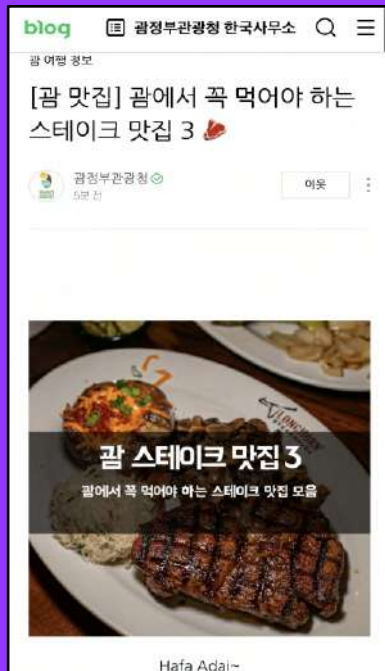 blog 괌정부관광청 한국사무소
괌 여행 정보
[괌 맛집] 괌에서 꼭 먹어야 하는
스테이크 맛집 3
괌정부관광청
5분 전
이웃
LONGHORN
괌 스테이크 맛집 3
괌에서 꼭 먹어야 하는 스테이크 맛집 모음
Hafa Adai~